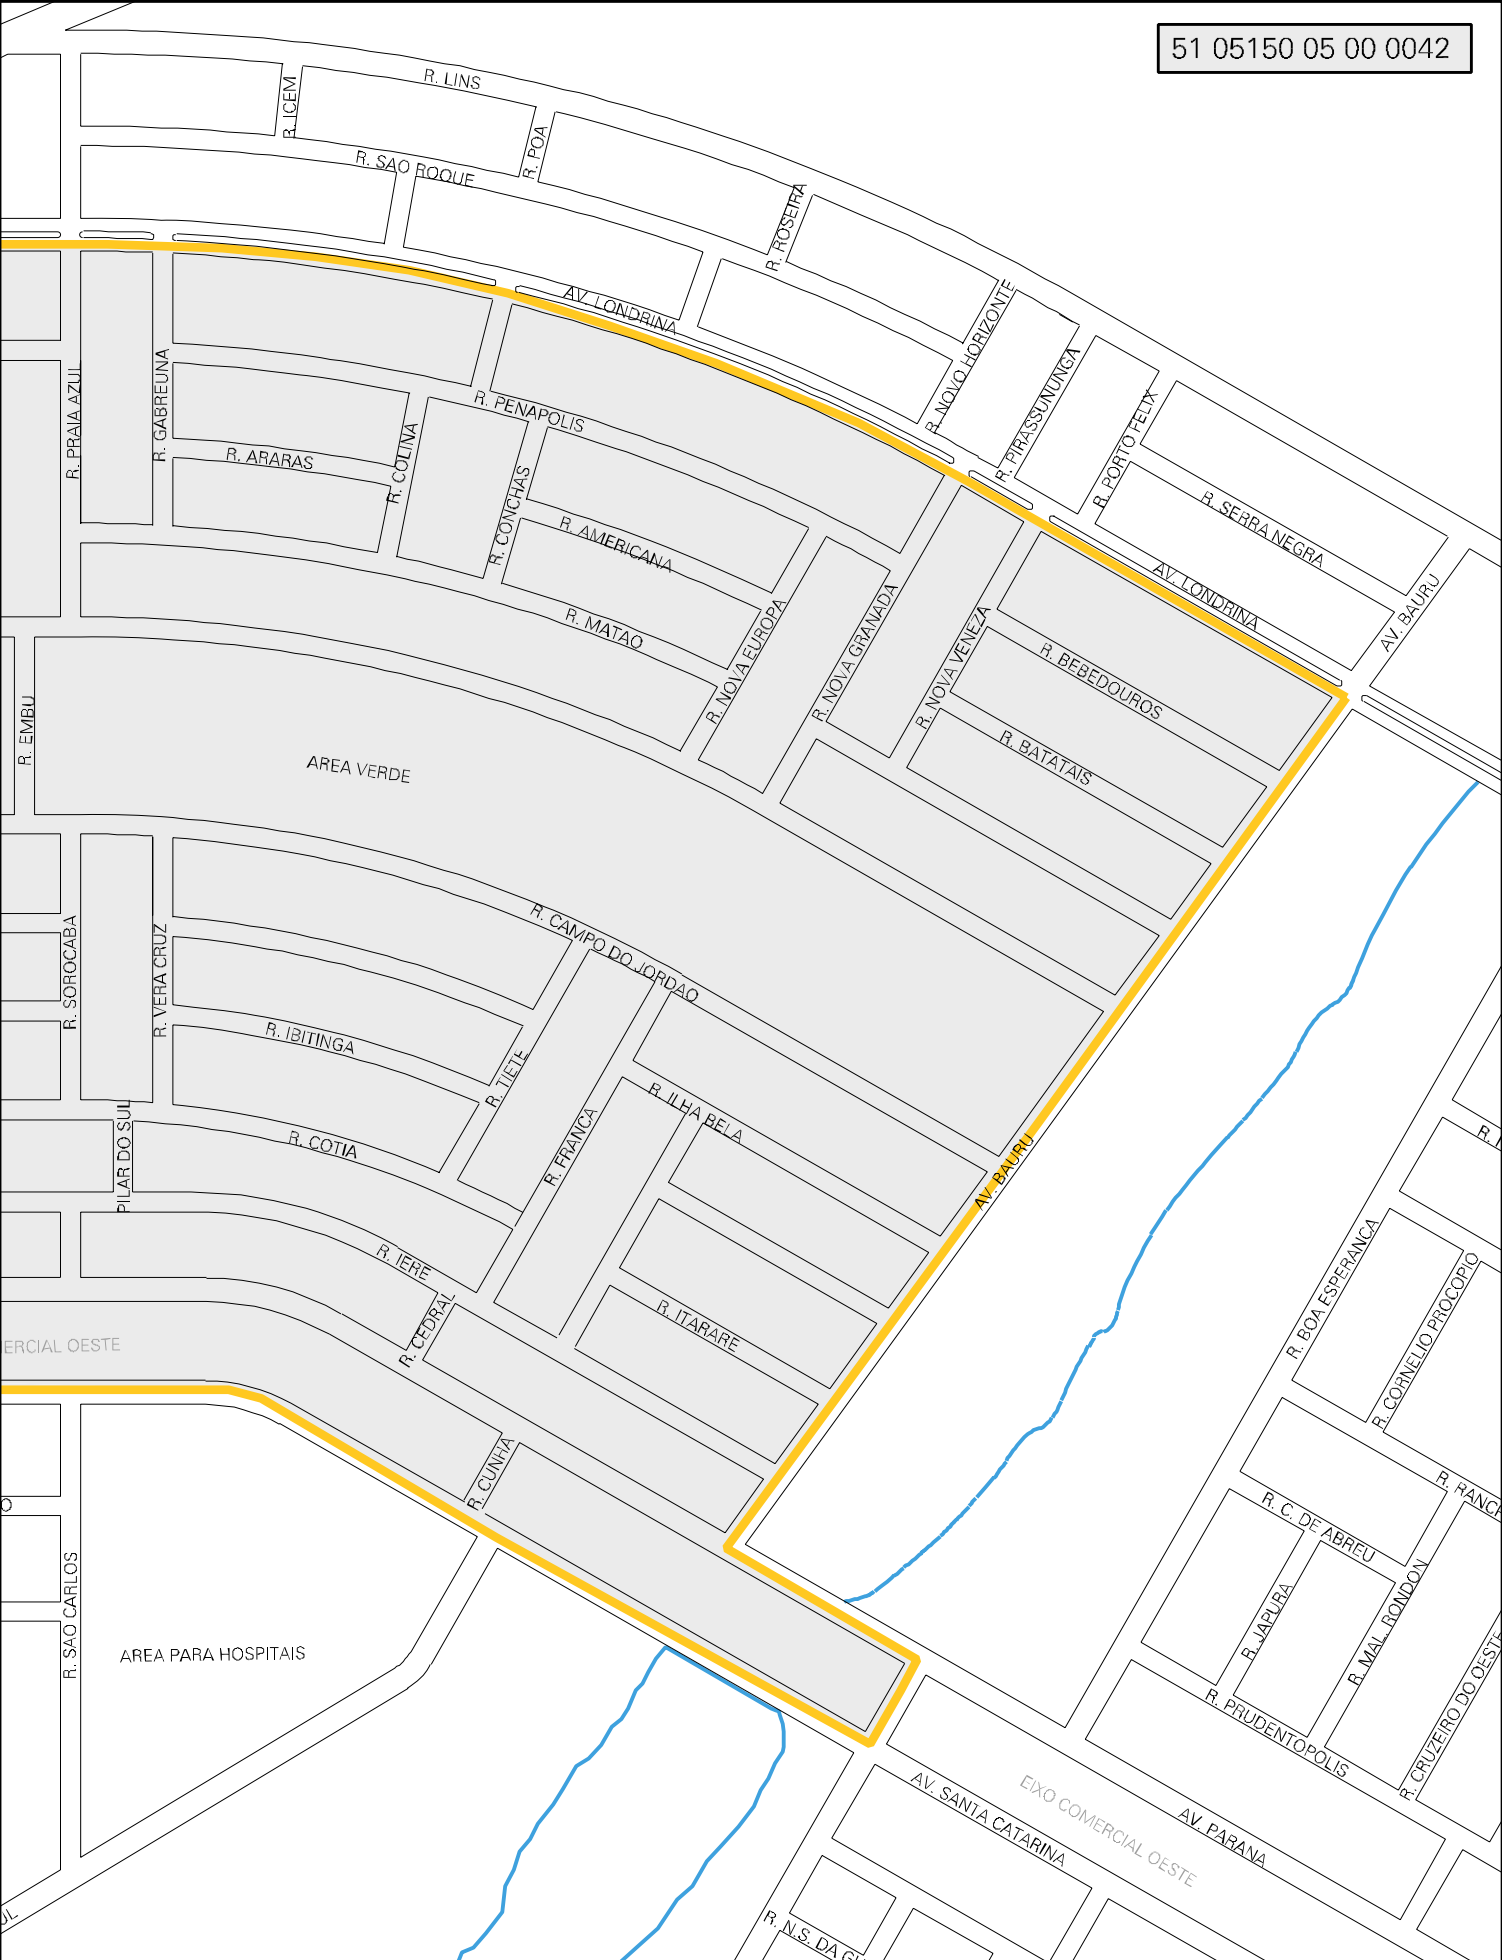 51 05150 05 00 0042
R. LINS
R. ICEM
R. POA
R. SAO ROQUE
R. ROSEIRA
AV. LONDRINA
R. NOVO HORIZONTE
R. PIRASSUNUNGA
R. PORTO FELIX
R. PRAIA AZUL
R. GABREUNA
R. PENAPOLIS
R. ARARAS
R. COLINA
R. CONCHAS
R. AMERICANA
R. SERRA NEGRA
AV. LONDRINA
AV. BAURU
R. MATAO
R. NOVA EUROPA
R. NOVA GRANADA
R. NOVA VENEZA
R. BEBEDOUROS
R. BATATAIS
R. EMBU
AREA VERDE
R. CAMPO DO JORDAO
R. SOROCABA
R. VERA CRUZ
R. IBITINGA
R. TIETE
R. ILHA BELA
R. FRANCA
PILAR DO SUL
R. COTIA
AV. BAURU
R. IERE
R. CEDRAL
R. ITARARE
ERCIAL OESTE
R. BOA ESPERANCA
R. CORNELIO PROCOPIO
R. CUNHA
O
R. C. DE ABREU
R. SAO CARLOS
R. JAPURA
R. MAL. RONDON
AREA PARA HOSPITAIS
R. PRUDENTOPOLIS
R. CRUZEIRO DO OESTE
AV. SANTA CATARINA
EIXO COMERCIAL OESTE
AV. PARANA
UL
R. N.S. DA